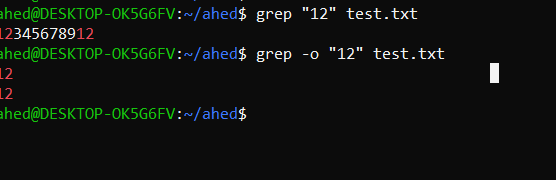 ahed@DESKTOP-OK5G6FV:~/ahed$ grep "12" test.txt
12345678912
ahed@DESKTOP-OK5G6FV:~/ahed$ grep -o "12" test.txt
12
12
ahed@DESKTOP-OK5G6FV:~/ahed$